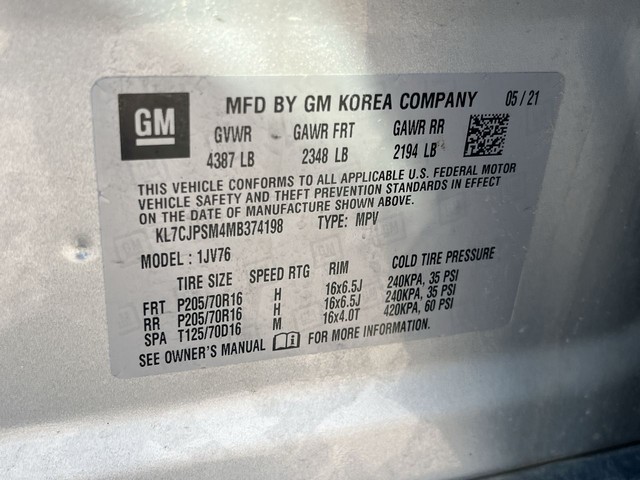 GM
MFD BY GM KOREA COMPANY 05 / 21
GVWR GAWR FRT GAWR RR
4387 LB 2348 LB 2194 LB
THIS VEHICLE CONFORMS TO ALL APPLICABLE U.S. FEDERAL MOTOR
VEHICLE SAFETY AND THEFT PREVENTION STANDARDS IN EFFECT
ON THE DATE OF MANUFACTURE SHOWN ABOVE.
KL7CJPSM4MB374198 TYPE: MPV
MODEL : 1JV76
TIRE SIZE SPEED RTG RIM COLD TIRE PRESSURE
FRT P205/70R16 H 16x6.5J 240KPA, 35 PSI
RR P205/70R16 H 16x6.5J 240KPA, 35 PSI
SPA T125/70D16 M 16x4.0T 420KPA, 60 PSI
SEE OWNER'S MANUAL FOR MORE INFORMATION.